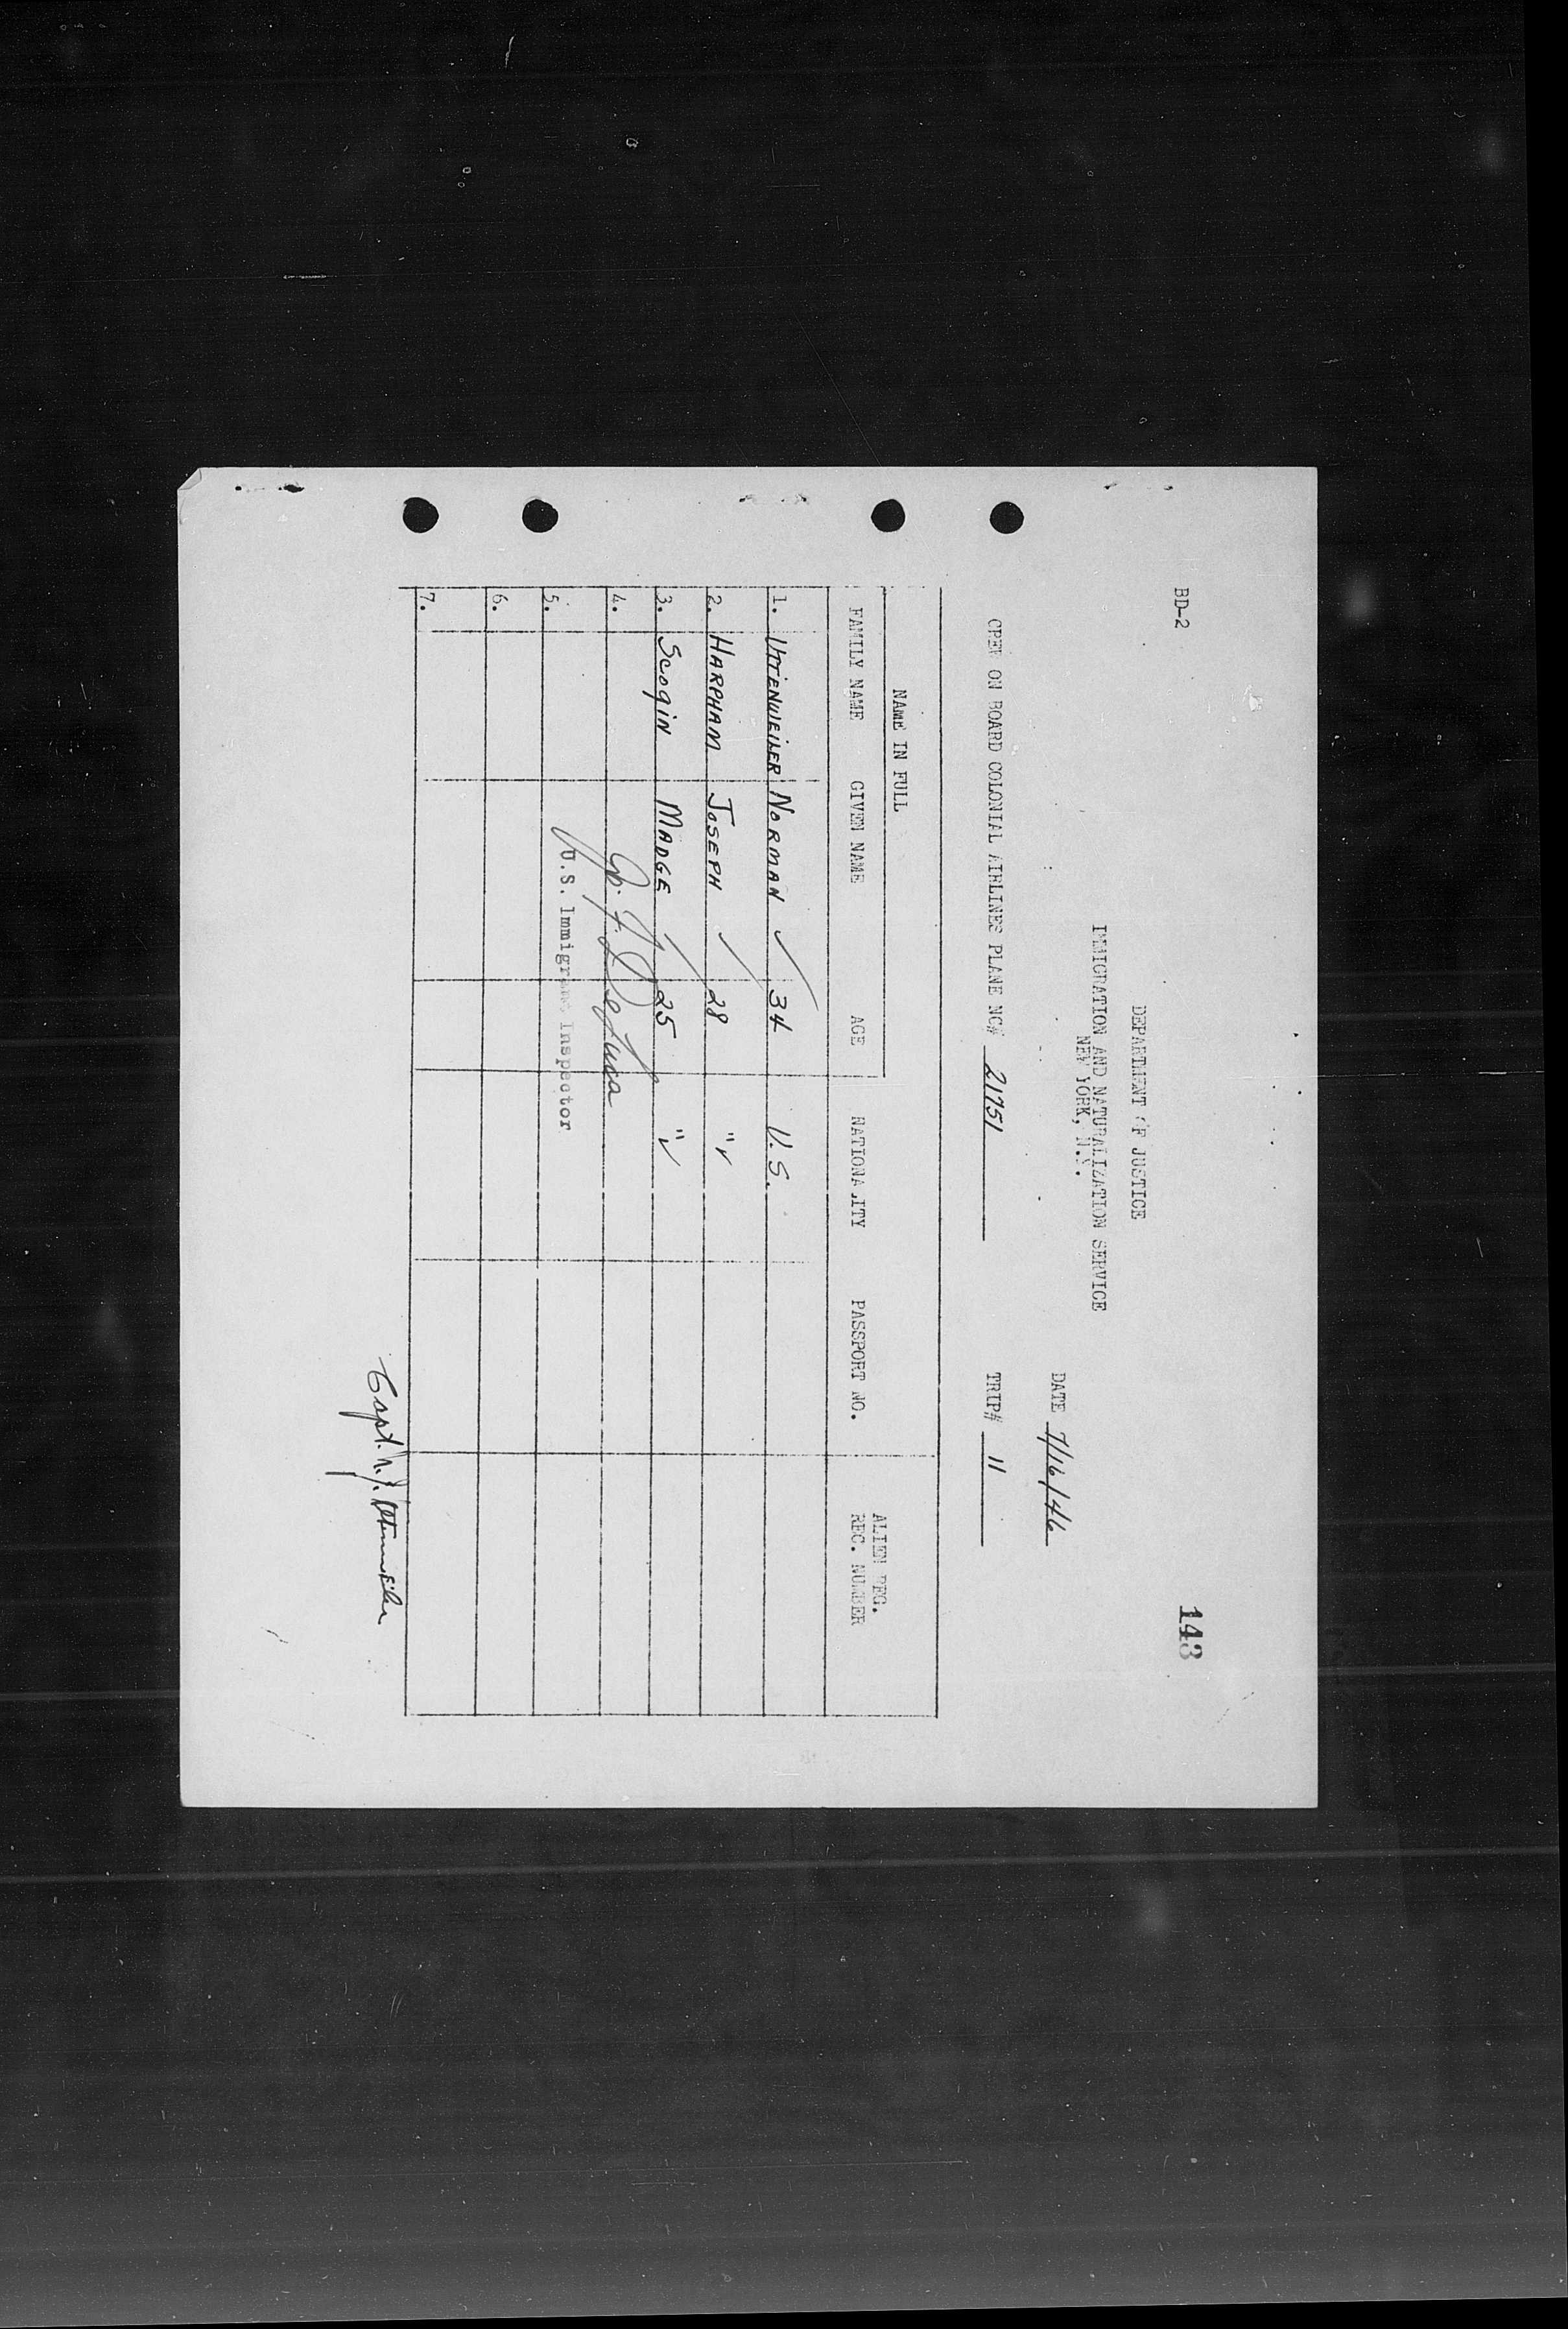 BD-2
143
DEPARTMENT OF JUSTICE
IMMIGRATION AND NATURALIZATION SERVICE
NEW YORK, N.Y.
DATE 7/16/46
CREW ON BOARD COLONIAL AIRLINES PLANE NC# 21751 TRIP# 11
NAME IN FULL
FAMILY NAME GIVEN NAME AGE NATIONALITY PASSPORT NO. ALIEN REG. REC. NUMBER
1. UTTENWEILER NORMAN ✓ 34 U.S.
2. HARPHAM JOSEPH ✓ 28 " ✓
3. SCOGIN MADGE ✓ 25 " ✓
4.
5.
U.S. Immigrant Inspector
6.
7.
Capt. N. J. Uttenweiler